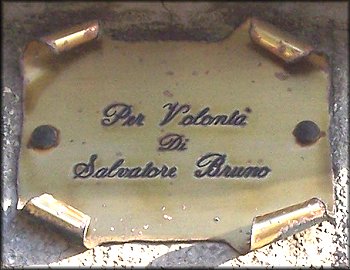 Per Volontà
Di
Salvatore Bruno